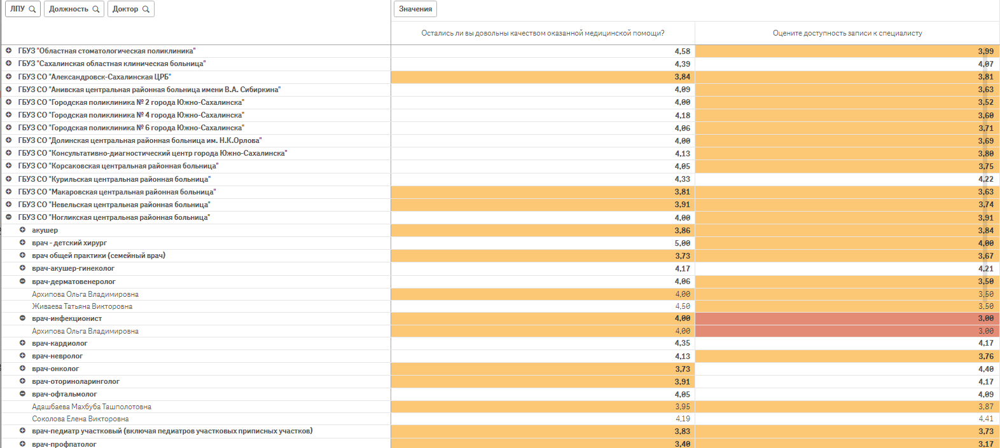 ЛПУ Должность Доктор Значения
Остались ли вы довольны качеством оказанной медицинской помощи? Оцените доступность записи к специалисту
ГБУЗ "Областная стоматологическая поликлиника" 4,58 3,99
ГБУЗ "Сахалинская областная клиническая больница" 4,39 4,07
ГБУЗ СО "Александровск-Сахалинская ЦРБ" 3,84 3,81
ГБУЗ СО "Анивская центральная районная больница имени В.А. Сибиркина" 4,09 3,63
ГБУЗ СО "Городская поликлиника № 2 города Южно-Сахалинска" 4,00 3,52
ГБУЗ СО "Городская поликлиника № 4 города Южно-Сахалинска" 4,18 3,60
ГБУЗ СО "Городская поликлиника № 6 города Южно-Сахалинска" 4,06 3,71
ГБУЗ СО "Долинская центральная районная больница им. Н.К.Орлова" 4,00 3,69
ГБУЗ СО "Консультативно-диагностический центр города Южно-Сахалинска" 4,13 3,80
ГБУЗ СО "Корсаковская центральная районная больница" 4,05 3,75
ГБУЗ СО "Курильская центральная районная больница" 4,33 4,22
ГБУЗ СО "Макаровская центральная районная больница" 3,81 3,63
ГБУЗ СО "Невельская центральная районная больница" 3,91 3,74
ГБУЗ СО "Ногликская центральная районная больница" 4,00 3,91
акушер 3,86 3,84
врач - детский хирург 5,00 4,00
врач общей практики (семейный врач) 3,73 3,67
врач-акушер-гинеколог 4,17 4,21
врач-дерматовенеролог 4,06 3,50
Архипова Ольга Владимировна 4,00 3,50
Живаева Татьяна Викторовна 4,50 3,50
врач-инфекционист 4,00 3,00
Архипова Ольга Владимировна 4,00 3,00
врач-кардиолог 4,35 4,17
врач-невролог 4,13 3,76
врач-онколог 3,73 4,40
врач-оториноларинголог 3,91 4,17
врач-офтальмолог 4,05 4,09
Адашбаева Махбуба Ташполотовна 3,95 3,87
Соколова Елена Викторовна 4,19 4,41
врач-педиатр участковый (включая педиатров участковых приписных участков) 3,83 3,73
врач-профпатолог 3,40 3,17